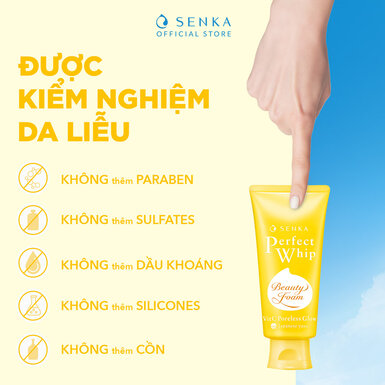 SENKA
OFFICIAL STORE
ĐƯỢC
KIỂM NGHIỆM
DA LIỄU
KHÔNG thêm PARABEN
KHÔNG thêm SULFATES
KHÔNG thêm DẦU KHOÁNG
KHÔNG thêm SILICONES
KHÔNG thêm CỒN
SENKA
Perfect
Whip
Beauty
Foam